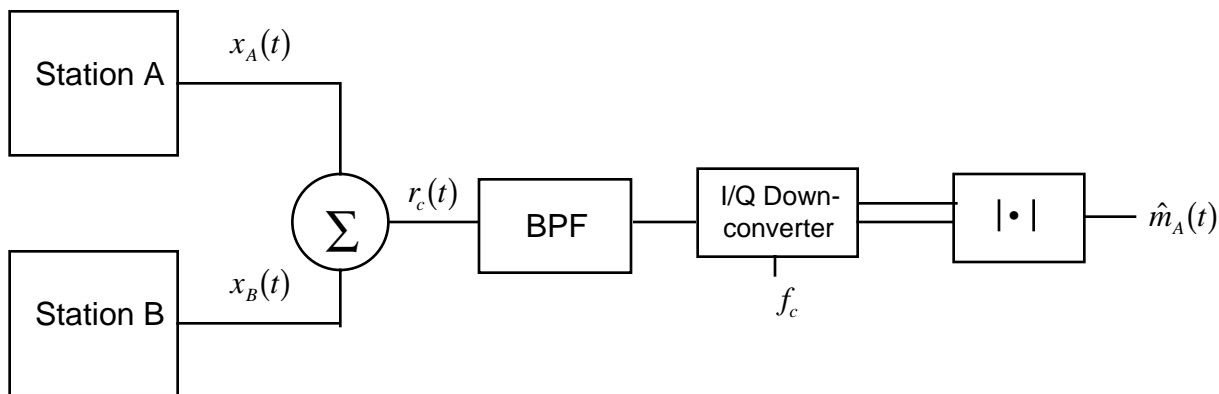 Station A
x_A(t)
Station B
x_B(t)
Σ
r_c(t)
BPF
I/Q Down-
converter
f_c
|•|
m̂_A(t)